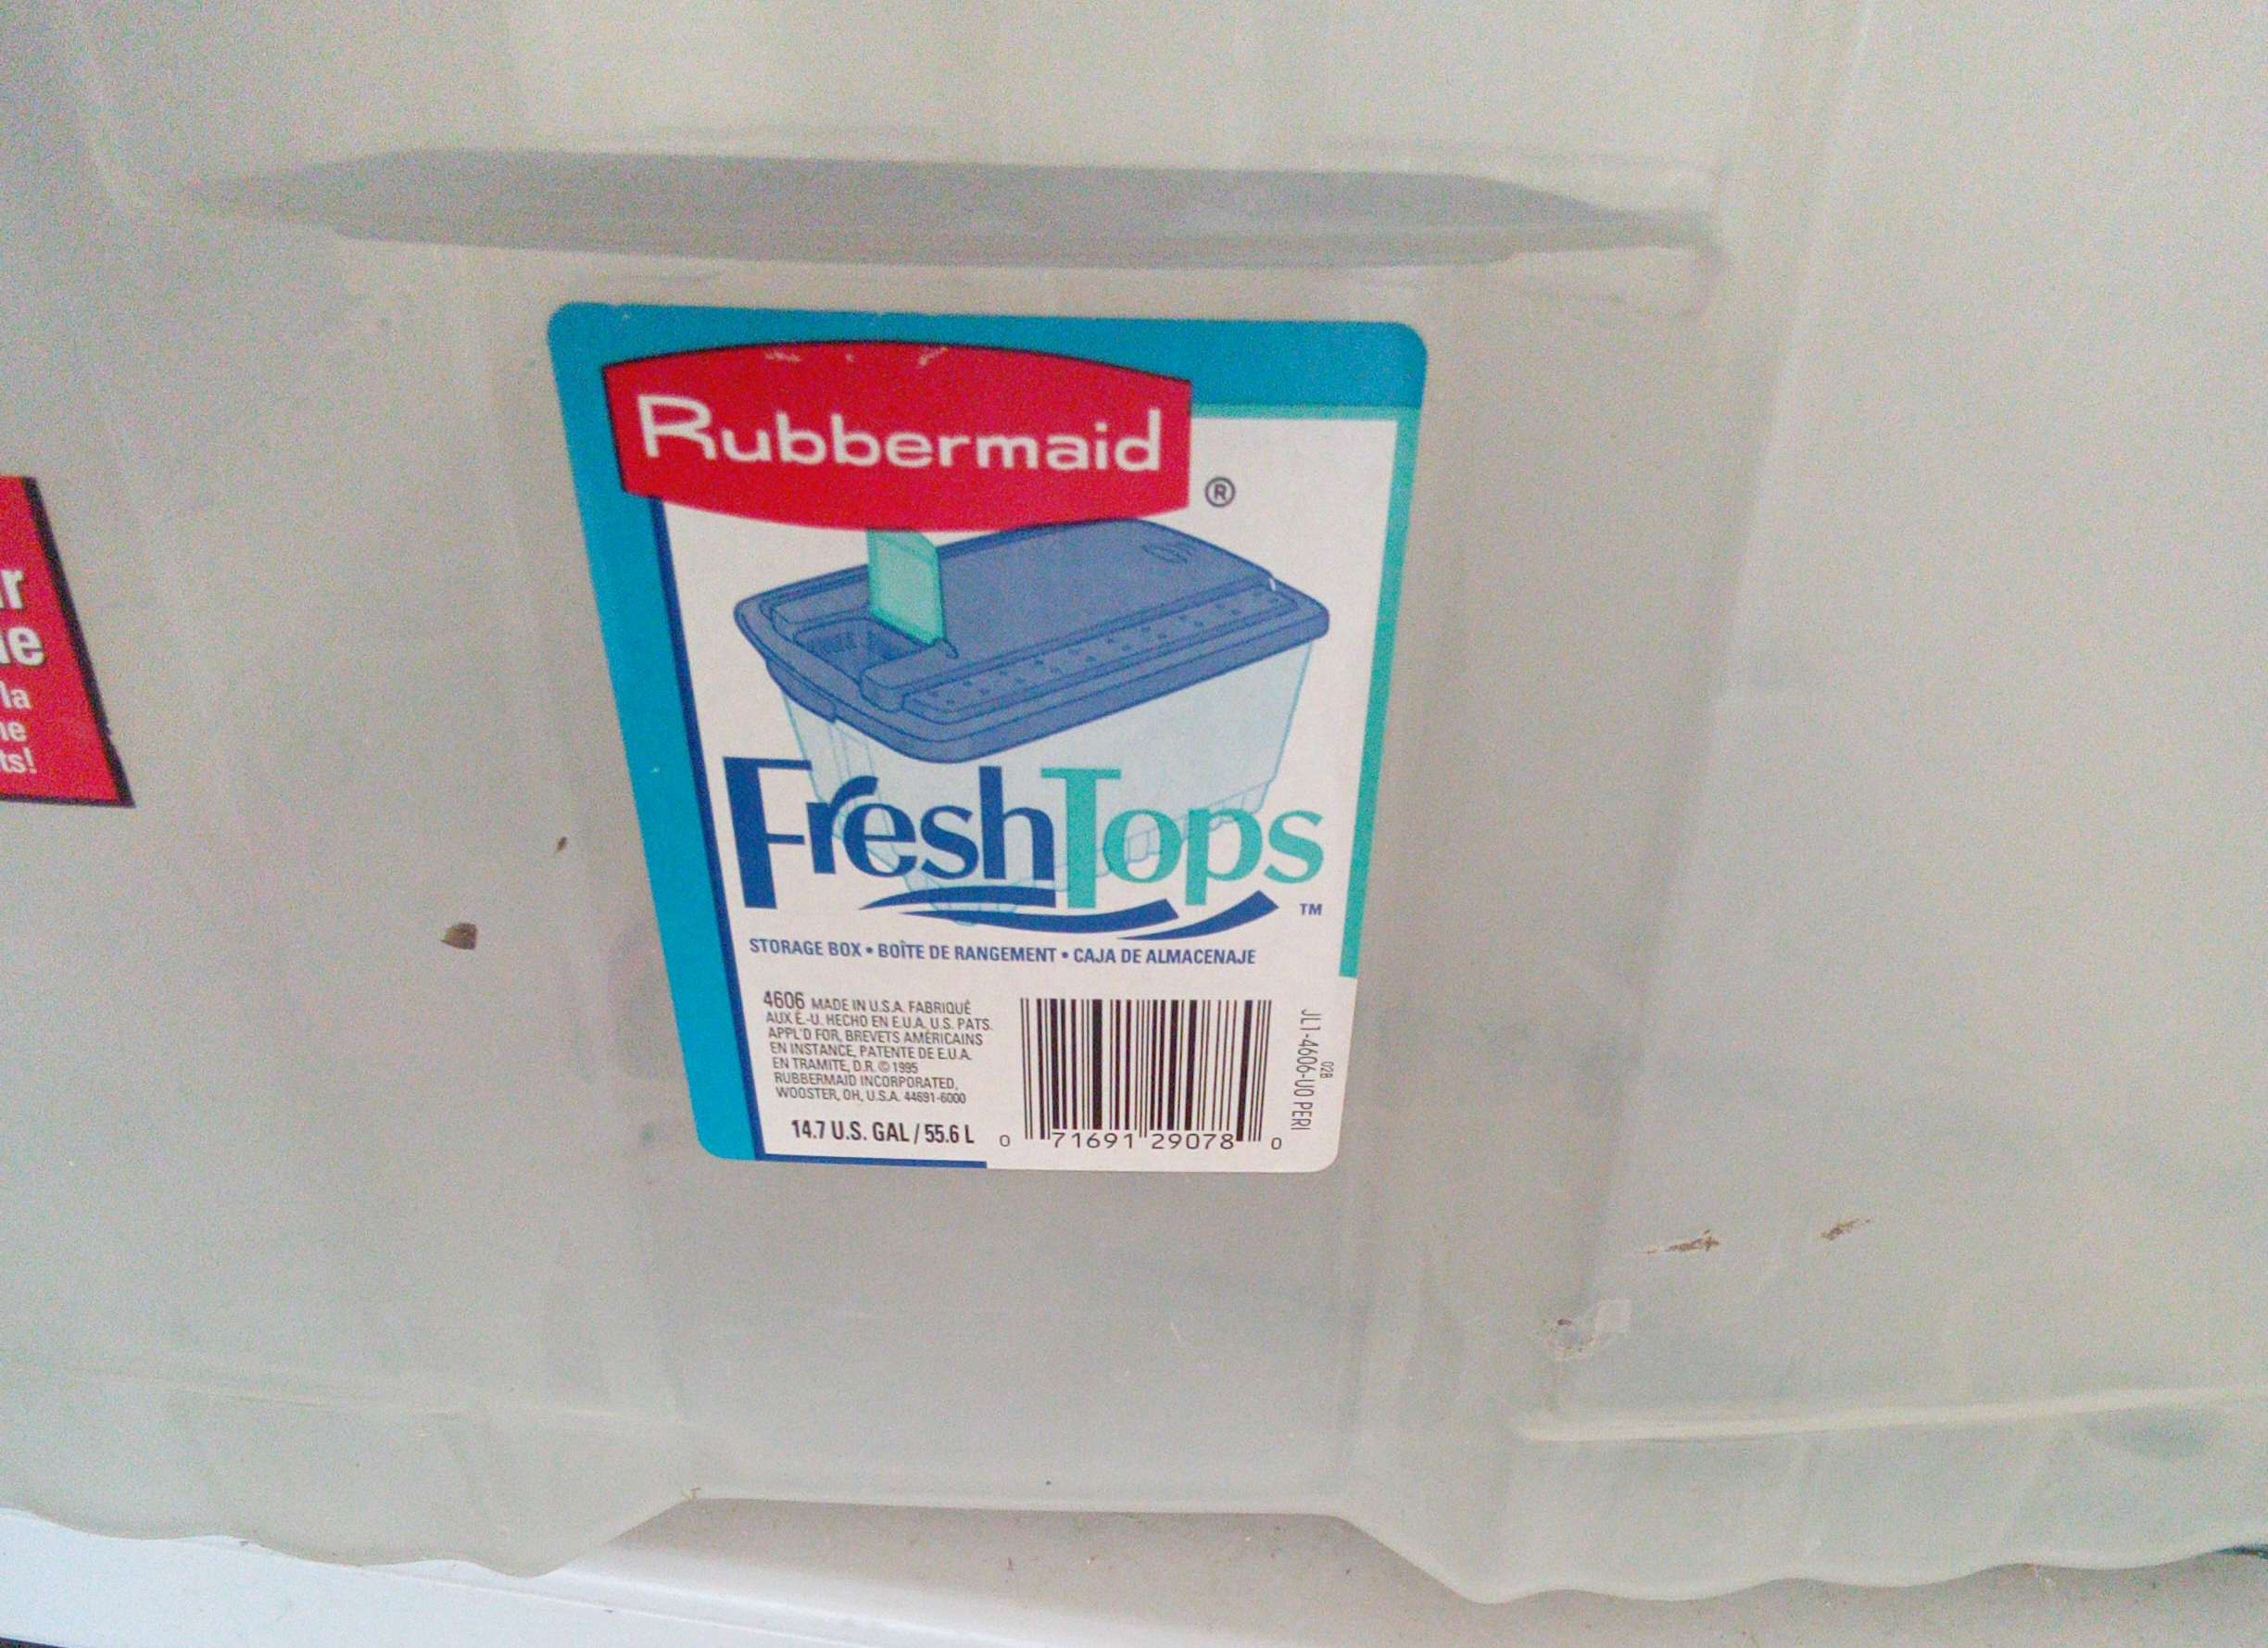 Rubbermaid
®
FreshTops
™
STORAGE BOX • BOÎTE DE RANGEMENT • CAJA DE ALMACENAJE
4606 MADE IN U.S.A. FABRIQUÉ
AUX É.-U. HECHO EN E.U.A. U.S. PATS.
APPL'D FOR, BREVETS AMÉRICAINS
EN INSTANCE, PATENTE DE E.U.A.
EN TRAMITE, D.R. © 1995
RUBBERMAID INCORPORATED,
WOOSTER, OH, U.S.A. 44691-6000
14.7 U.S. GAL / 55.6 L
0 71691 29078 0
02B
JL1-4606-U0 PERI
la
ts!